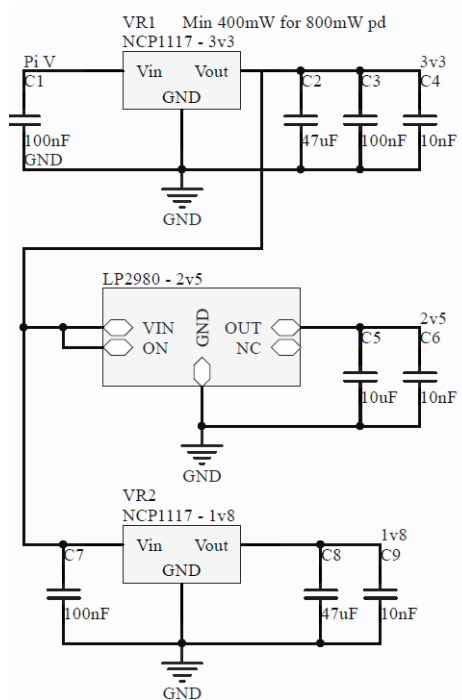 VR1 Min 400mW for 800mW pd
NCP1117 - 3v3
Pi V
C1
Vin Vout
GND
3v3
C2 C3 C4
100nF
47uF 100nF 10nF
GND
GND
LP2980 - 2v5
VIN
ON
GND
OUT
NC
2v5
C5 C6
10uF 10nF
GND
VR2
NCP1117 - 1v8
1v8
C7
Vin Vout
GND
C8 C9
100nF
47uF 10nF
GND